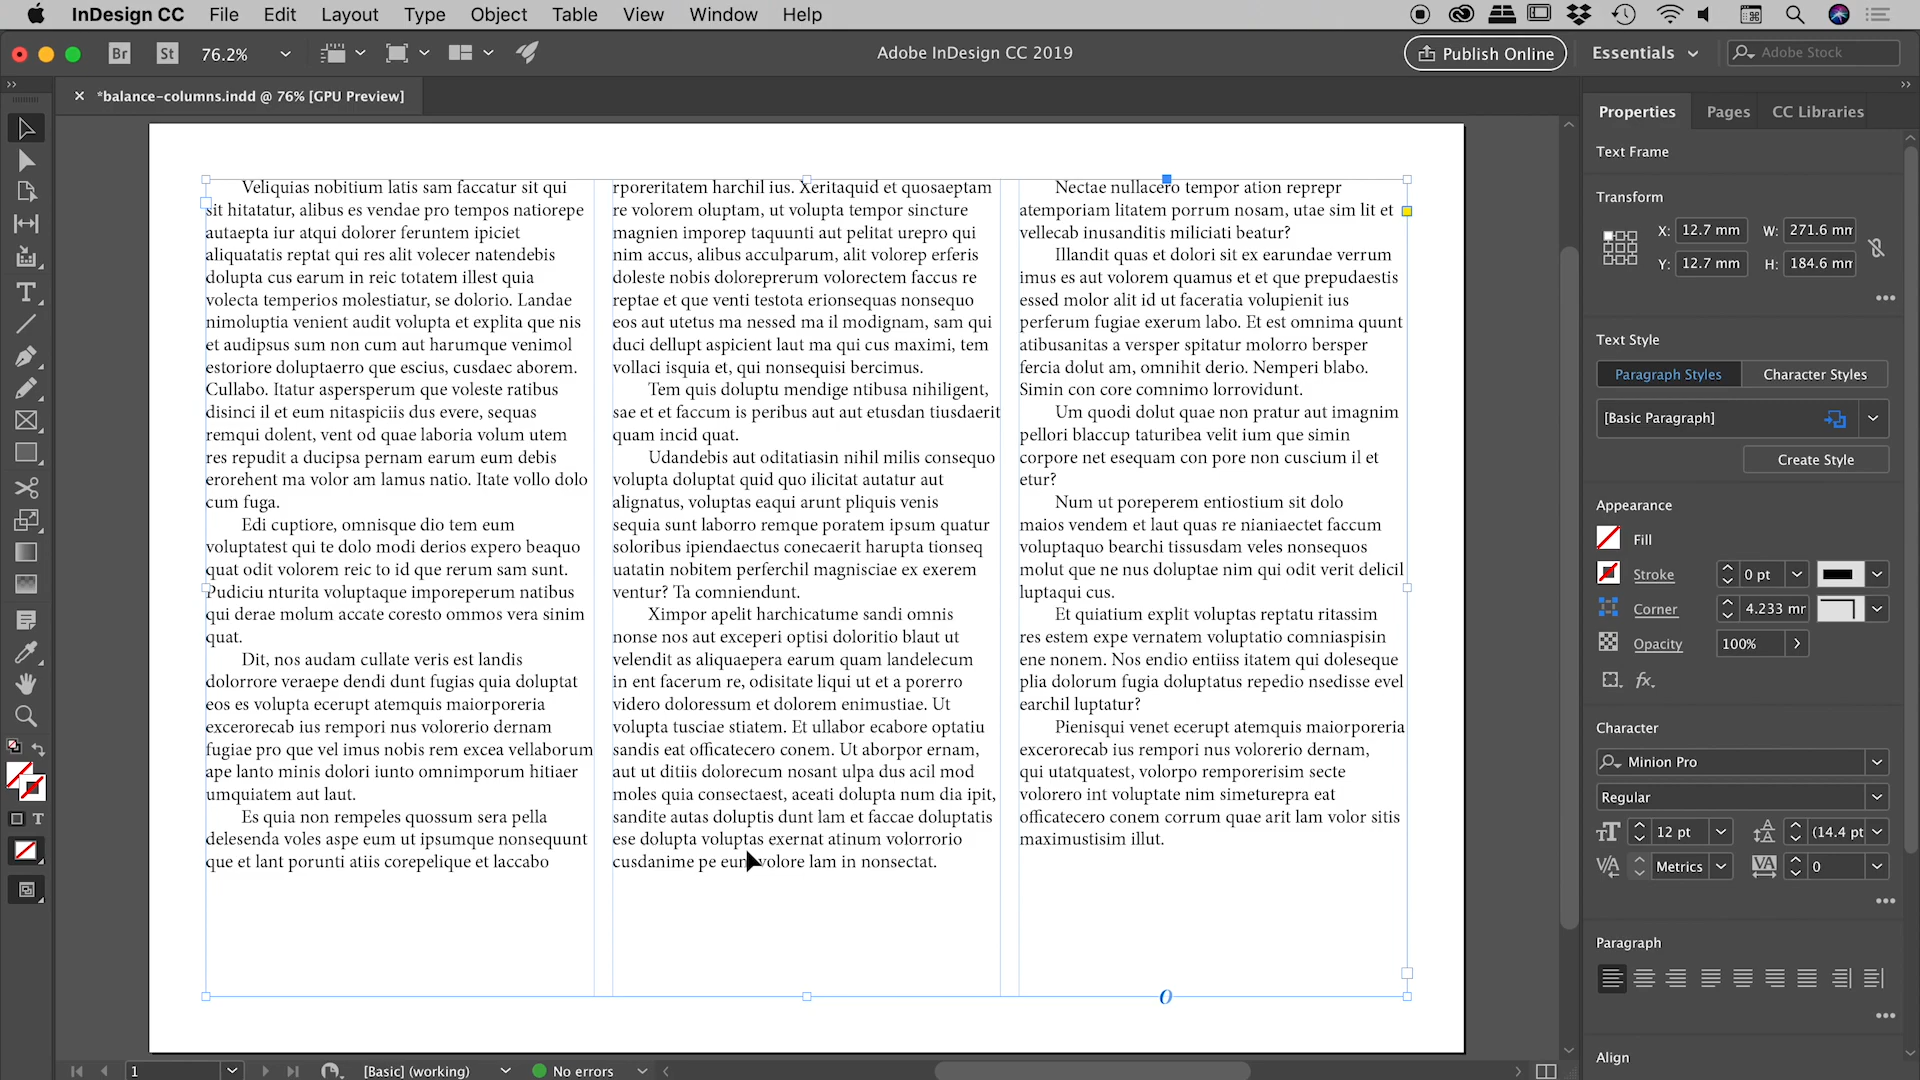 InDesign CC File Edit Layout Type Object Table View Window Help
Br St 76.2% Adobe InDesign CC 2019 Publish Online Essentials Adobe Stock
*balance-columns.indd @ 76% [GPU Preview]
Veliquias nobitium latis sam faccatur sit qui
sit hitatatur, alibus es vendae pro tempos natiorepe
autaepta iur atqui dolorer feruntem ipiciet
aliquatatis reptat qui res alit volecer natendebis
dolupta cus earum in reic totatem illest quia
volecta temperios molestiatur, se dolorio. Landae
nimoluptia venient audit volupta et explita que nis
et audipsus sum non cum aut harumque venimol
estoriore doluptaerro que escius, cusdaec aborem.
Cullabo. Itatur aspersperum que voleste ratibus
disinci il et eum nitaspiciis dus evere, sequas
remqui dolent, vent od quae laboria volum utem
res repudit a ducipsa pernam earum eum debis
erorehent ma volor am lamus natio. Itate vollo dolo
cum fuga.
Edi cuptiore, omnisque dio tem eum
voluptatest qui te dolo modi derios expero beaquo
quat odit volorem reic to id que rerum sam sunt.
Pudiciu nturita voluptaque imporeperum natibus
qui derae molum accate coresto ommos vera sinim
quat.
Dit, nos audam cullate veris est landis
dolorrore veraepe dendi dunt fugias quia doluptat
eos es volupta ecerupt atemquis maiorporeria
excerorecab ius rempori nus volorerio dernam
fugiae pro que vel imus nobis rem excea vellaborum
ape lanto minis dolori iunto omnimporum hitiaer
umquiatem aut laut.
Es quia non rempeles quossum sera pella
delesenda voles aspe eum ut ipsumque nonsequunt
que et lant porunti atiis corepelique et laccabo
rporeritatem harchil ius. Xeritaquid et quosaeptam
re volorem oluptam, ut volupta tempor sincture
magnien imporep taquunti aut pelitat urepro qui
nim accus, alibus acculparum, alit volorep erferis
doleste nobis doloreprerum volorectem faccus re
reptae et que venti testota erionsequas nonsequo
eos aut utetus ma nessed ma il modignam, sam qui
duci dellupt aspicient laut ma qui cus maximi, tem
vollaci isquia et, qui nonsequisi bercimus.
Tem quis doluptu mendige ntibusa nihiligent,
sae et et faccum is peribus aut aut etusdan tiusdaerit
quam incid quat.
Udandebis aut oditatiasin nihil milis consequo
volupta doluptat quid quo ilicitat autatur aut
alignatus, voluptas eaqui arunt pliquis venis
sequia sunt laborro remque poratem ipsum quatur
soloribus ipiendaectus conecaerit harupta tionseq
uatatin nobitem perferchil magnisciae ex exerem
ventur? Ta comniendunt.
Ximpor apelit harchicatume sandi omnis
nonse nos aut exceperi optisi doloritio blaut ut
velendit as aliquaepera earum quam landelecum
in ent facerum re, odisitate liqui ut et a porerro
videro doloressum et dolorem enimustiae. Ut
volupta tusciae stiatem. Et ullabor ecabore optatiu
sandis eat officatecero conem. Ut aborpor ernam,
aut ut ditiis dolorecum nosant ulpa dus acil mod
moles quia consectaest, aceati dolupta num dia ipit,
sandite autas doluptis dunt lam et faccae doluptatis
ese dolupta voluptas exernat atinum volorrorio
cusdanime pe eum volore lam in nonsectat.
Nectae nullacero tempor ation reprepr
atemporiam litatem porrum nosam, utae sim lit et
vellecab inusanditis miliciati beatur?
Illandit quas et dolori sit ex earundae verrum
imus es aut volorem quamus et et que prepudaestis
essed molor alit id ut faceratia volupienit ius
perferum fugiae exerum labo. Et est omnima quunt
atibusanitas a versper spitatur molorro bersper
fercia dolut am, omnihit derio. Nemperi blabo.
Simin con core comnimo lorrovidunt.
Um quodi dolut quae non pratur aut imagnim
pellori blaccup taturibea velit ium que simin
corpore net esequam con pore non cuscium il et
etur?
Num ut poreperem entiostium sit dolo
maios vendem et laut quas re nianiaectet faccum
voluptaquo bearchi tissusdam veles nonsequos
molut que ne nus doluptae nim qui odit verit delicil
luptaqui cus.
Et quiatium explit voluptas reptatu ritassim
res estem expe vernatem voluptatio comniaspisin
ene nonem. Nos endio entiiss itatem qui doleseque
plia dolorum fugia doluptatus repedio nsedisse evel
earchil luptatur?
Pienisqui venet ecerupt atemquis maiorporeria
excerorecab ius rempori nus volorerio dernam,
qui utatquatest, volorpo remporerisim secte
volorero int voluptate nim simeturepra eat
officatecero conem corrum quae arit lam volor sitis
maximustisim illut.
Properties Pages CC Libraries
Text Frame
Transform
X: 12.7 mm W: 271.6 mm
Y: 12.7 mm H: 184.6 mm
Text Style
Paragraph Styles Character Styles
[Basic Paragraph]
Create Style
Appearance
Fill
Stroke 0 pt
Corner 4.233 mr
Opacity 100%
fx
Character
Minion Pro
Regular
12 pt (14.4 pt
Metrics 0
Paragraph
Align
1 [Basic] (working) No errors